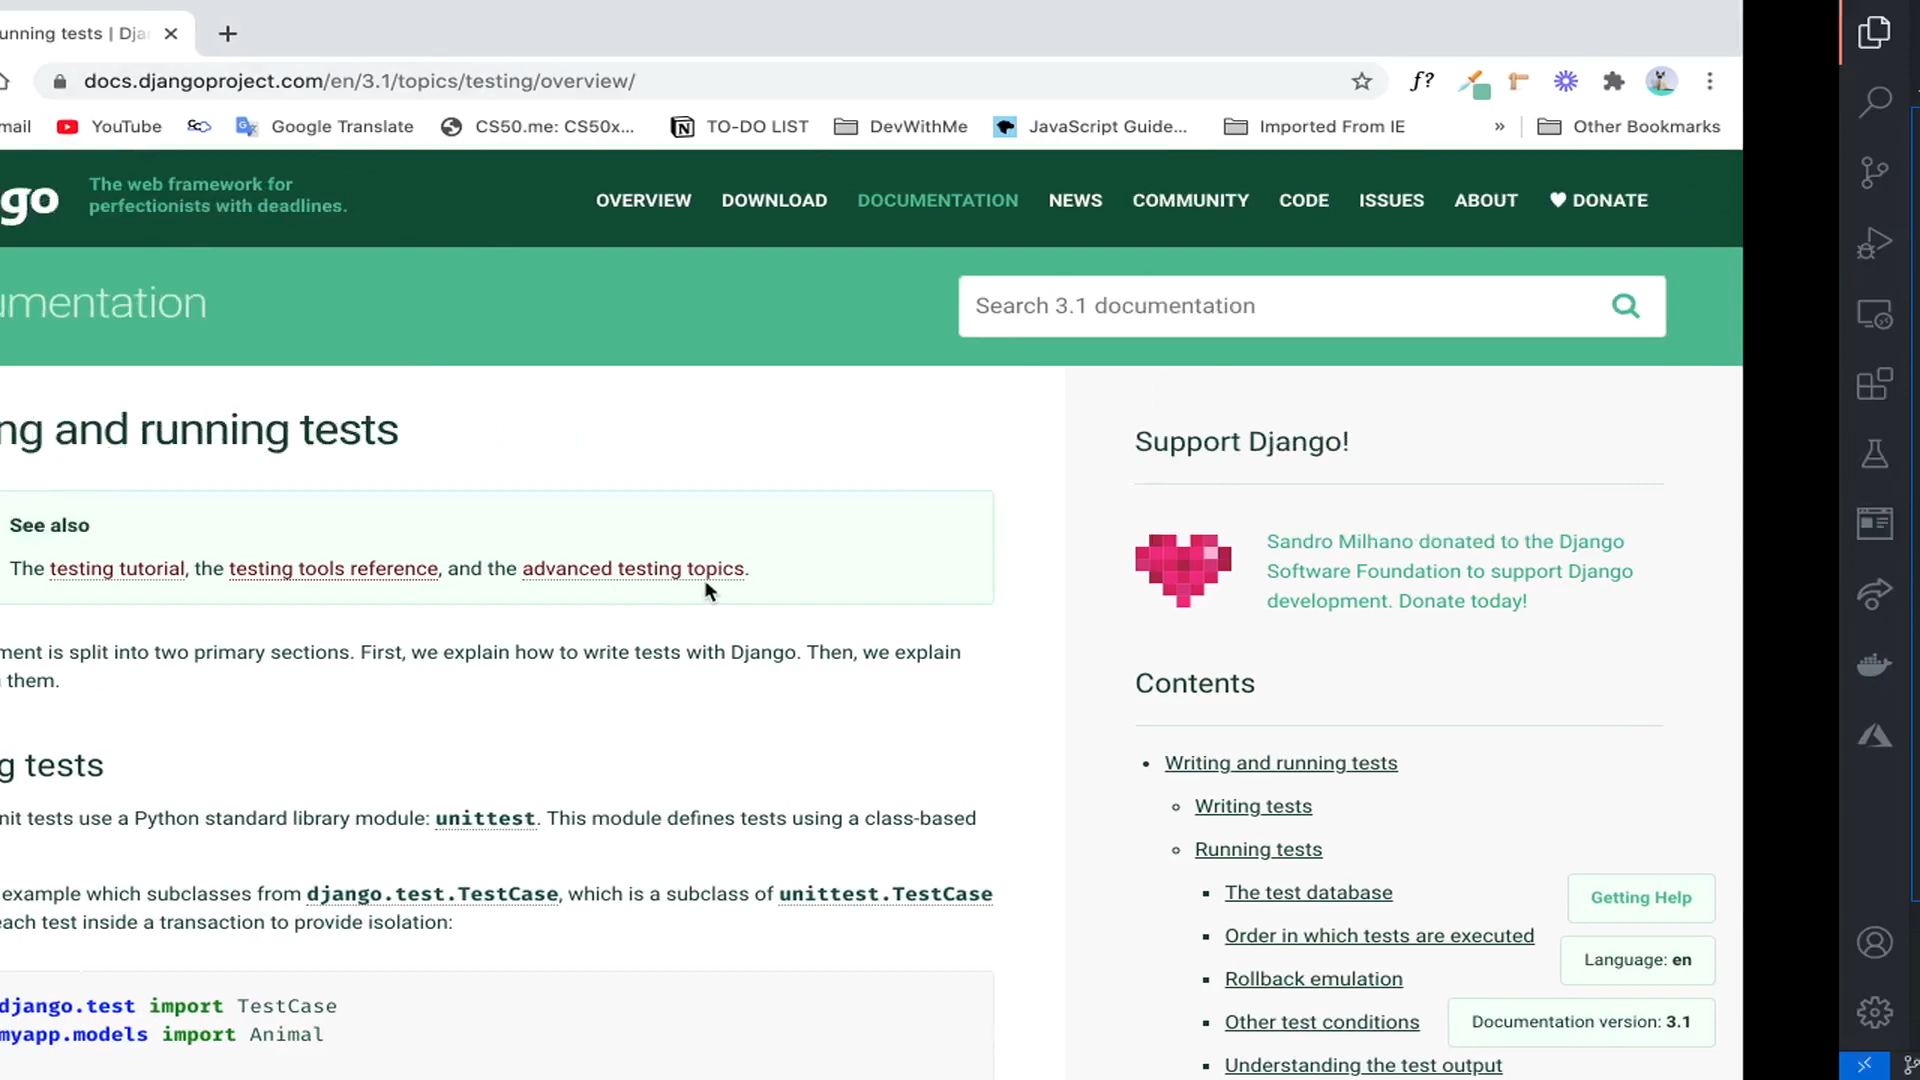 unning tests | Dja
docs.djangoproject.com/en/3.1/topics/testing/overview/
f?
mail
YouTube
Google Translate
CS50.me: CS50x...
TO-DO LIST
DevWithMe
JavaScript Guide...
Imported From IE
»
Other Bookmarks
go
The web framework for
perfectionists with deadlines.
OVERVIEW
DOWNLOAD
DOCUMENTATION
NEWS
COMMUNITY
CODE
ISSUES
ABOUT
DONATE
umentation
Search 3.1 documentation
ng and running tests
See also
The testing tutorial, the testing tools reference, and the advanced testing topics.
ment is split into two primary sections. First, we explain how to write tests with Django. Then, we explain
them.
g tests
nit tests use a Python standard library module: unittest. This module defines tests using a class-based
example which subclasses from django.test.TestCase, which is a subclass of unittest.TestCase
each test inside a transaction to provide isolation:
django.test import TestCase
myapp.models import Animal
Support Django!
Sandro Milhano donated to the Django
Software Foundation to support Django
development. Donate today!
Contents
Writing and running tests
Writing tests
Running tests
The test database
Order in which tests are executed
Rollback emulation
Other test conditions
Understanding the test output
Getting Help
Language: en
Documentation version: 3.1